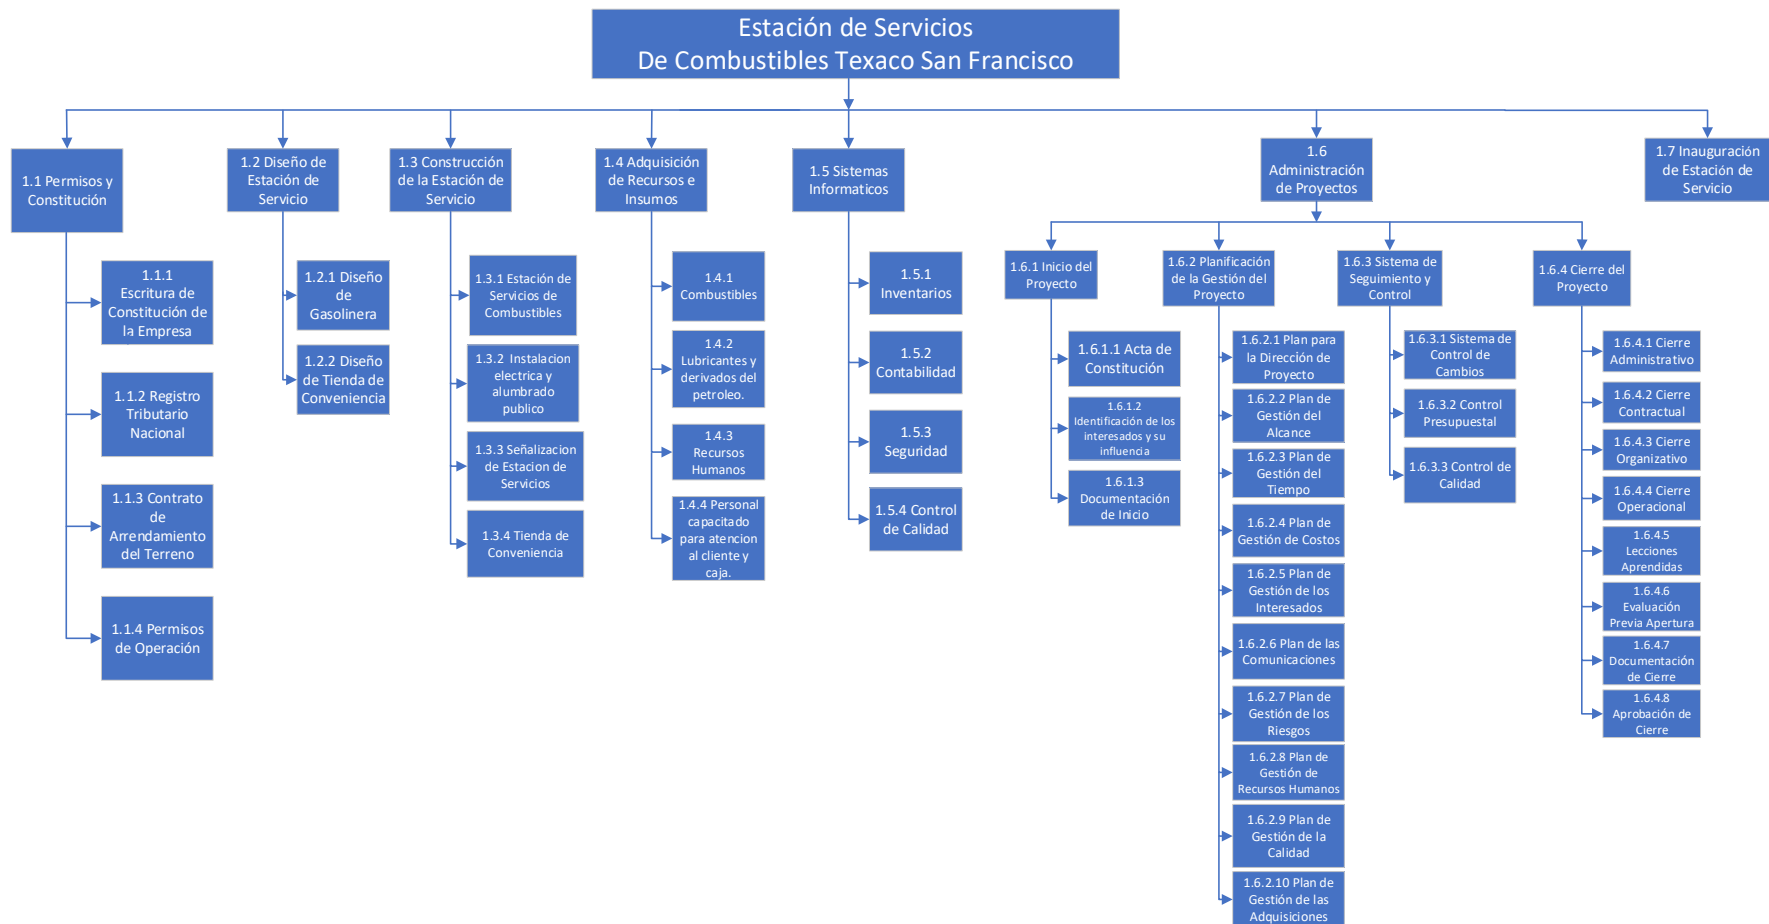 Estación de Servicios
De Combustibles Texaco San Francisco
1.1 Permisos y
Constitución
1.1.1
Escritura de
Constitución de
la Empresa
1.1.2 Registro
Tributario
Nacional
1.1.3 Contrato
de
Arrendamiento
del Terreno
1.1.4 Permisos
de Operación
1.2 Diseño de
Estación de
Servicio
1.2.1 Diseño
de
Gasolinera
1.2.2 Diseño
de Tienda de
Conveniencia
1.3 Construcción
de la Estación de
Servicio
1.3.1 Estación de
Servicios de
Combustibles
1.3.2 Instalacion
electrica y
alumbrado
publico
1.3.3 Señalizacion
de Estacion de
Servicios
1.3.4 Tienda de
Conveniencia
1.4 Adquisición
de Recursos e
Insumos
1.4.1
Combustibles
1.4.2
Lubricantes y
derivados del
petroleo.
1.4.3
Recursos
Humanos
1.4.4 Personal
capacitado
para atencion
al cliente y
caja.
1.5 Sistemas
Informaticos
1.5.1
Inventarios
1.5.2
Contabilidad
1.5.3
Seguridad
1.5.4 Control
de Calidad
1.6
Administración
de Proyectos
1.6.1 Inicio del
Proyecto
1.6.1.1 Acta de
Constitución
1.6.1.2
Identificación de los
interesados y su
influencia
1.6.1.3
Documentación
de Inicio
1.6.2 Planificación
de la Gestión del
Proyecto
1.6.2.1 Plan para
la Dirección de
Proyecto
1.6.2.2 Plan de
Gestión del
Alcance
1.6.2.3 Plan de
Gestión del
Tiempo
1.6.2.4 Plan de
Gestión de Costos
1.6.2.5 Plan de
Gestión de los
Interesados
1.6.2.6 Plan de las
Comunicaciones
1.6.2.7 Plan de
Gestión de los
Riesgos
1.6.2.8 Plan de
Gestión de
Recursos Humanos
1.6.2.9 Plan de
Gestión de la
Calidad
1.6.2.10 Plan de
Gestión de las
Adquisiciones
1.6.3 Sistema de
Seguimiento y
Control
1.6.3.1 Sistema de
Control de
Cambios
1.6.3.2 Control
Presupuestal
1.6.3.3 Control de
Calidad
1.6.4 Cierre del
Proyecto
1.6.4.1 Cierre
Administrativo
1.6.4.2 Cierre
Contractual
1.6.4.3 Cierre
Organizativo
1.6.4.4 Cierre
Operacional
1.6.4.5
Lecciones
Aprendidas
1.6.4.6
Evaluación
Previa Apertura
1.6.4.7
Documentación
de Cierre
1.6.4.8
Aprobación de
Cierre
1.7 Inauguración
de Estación de
Servicio